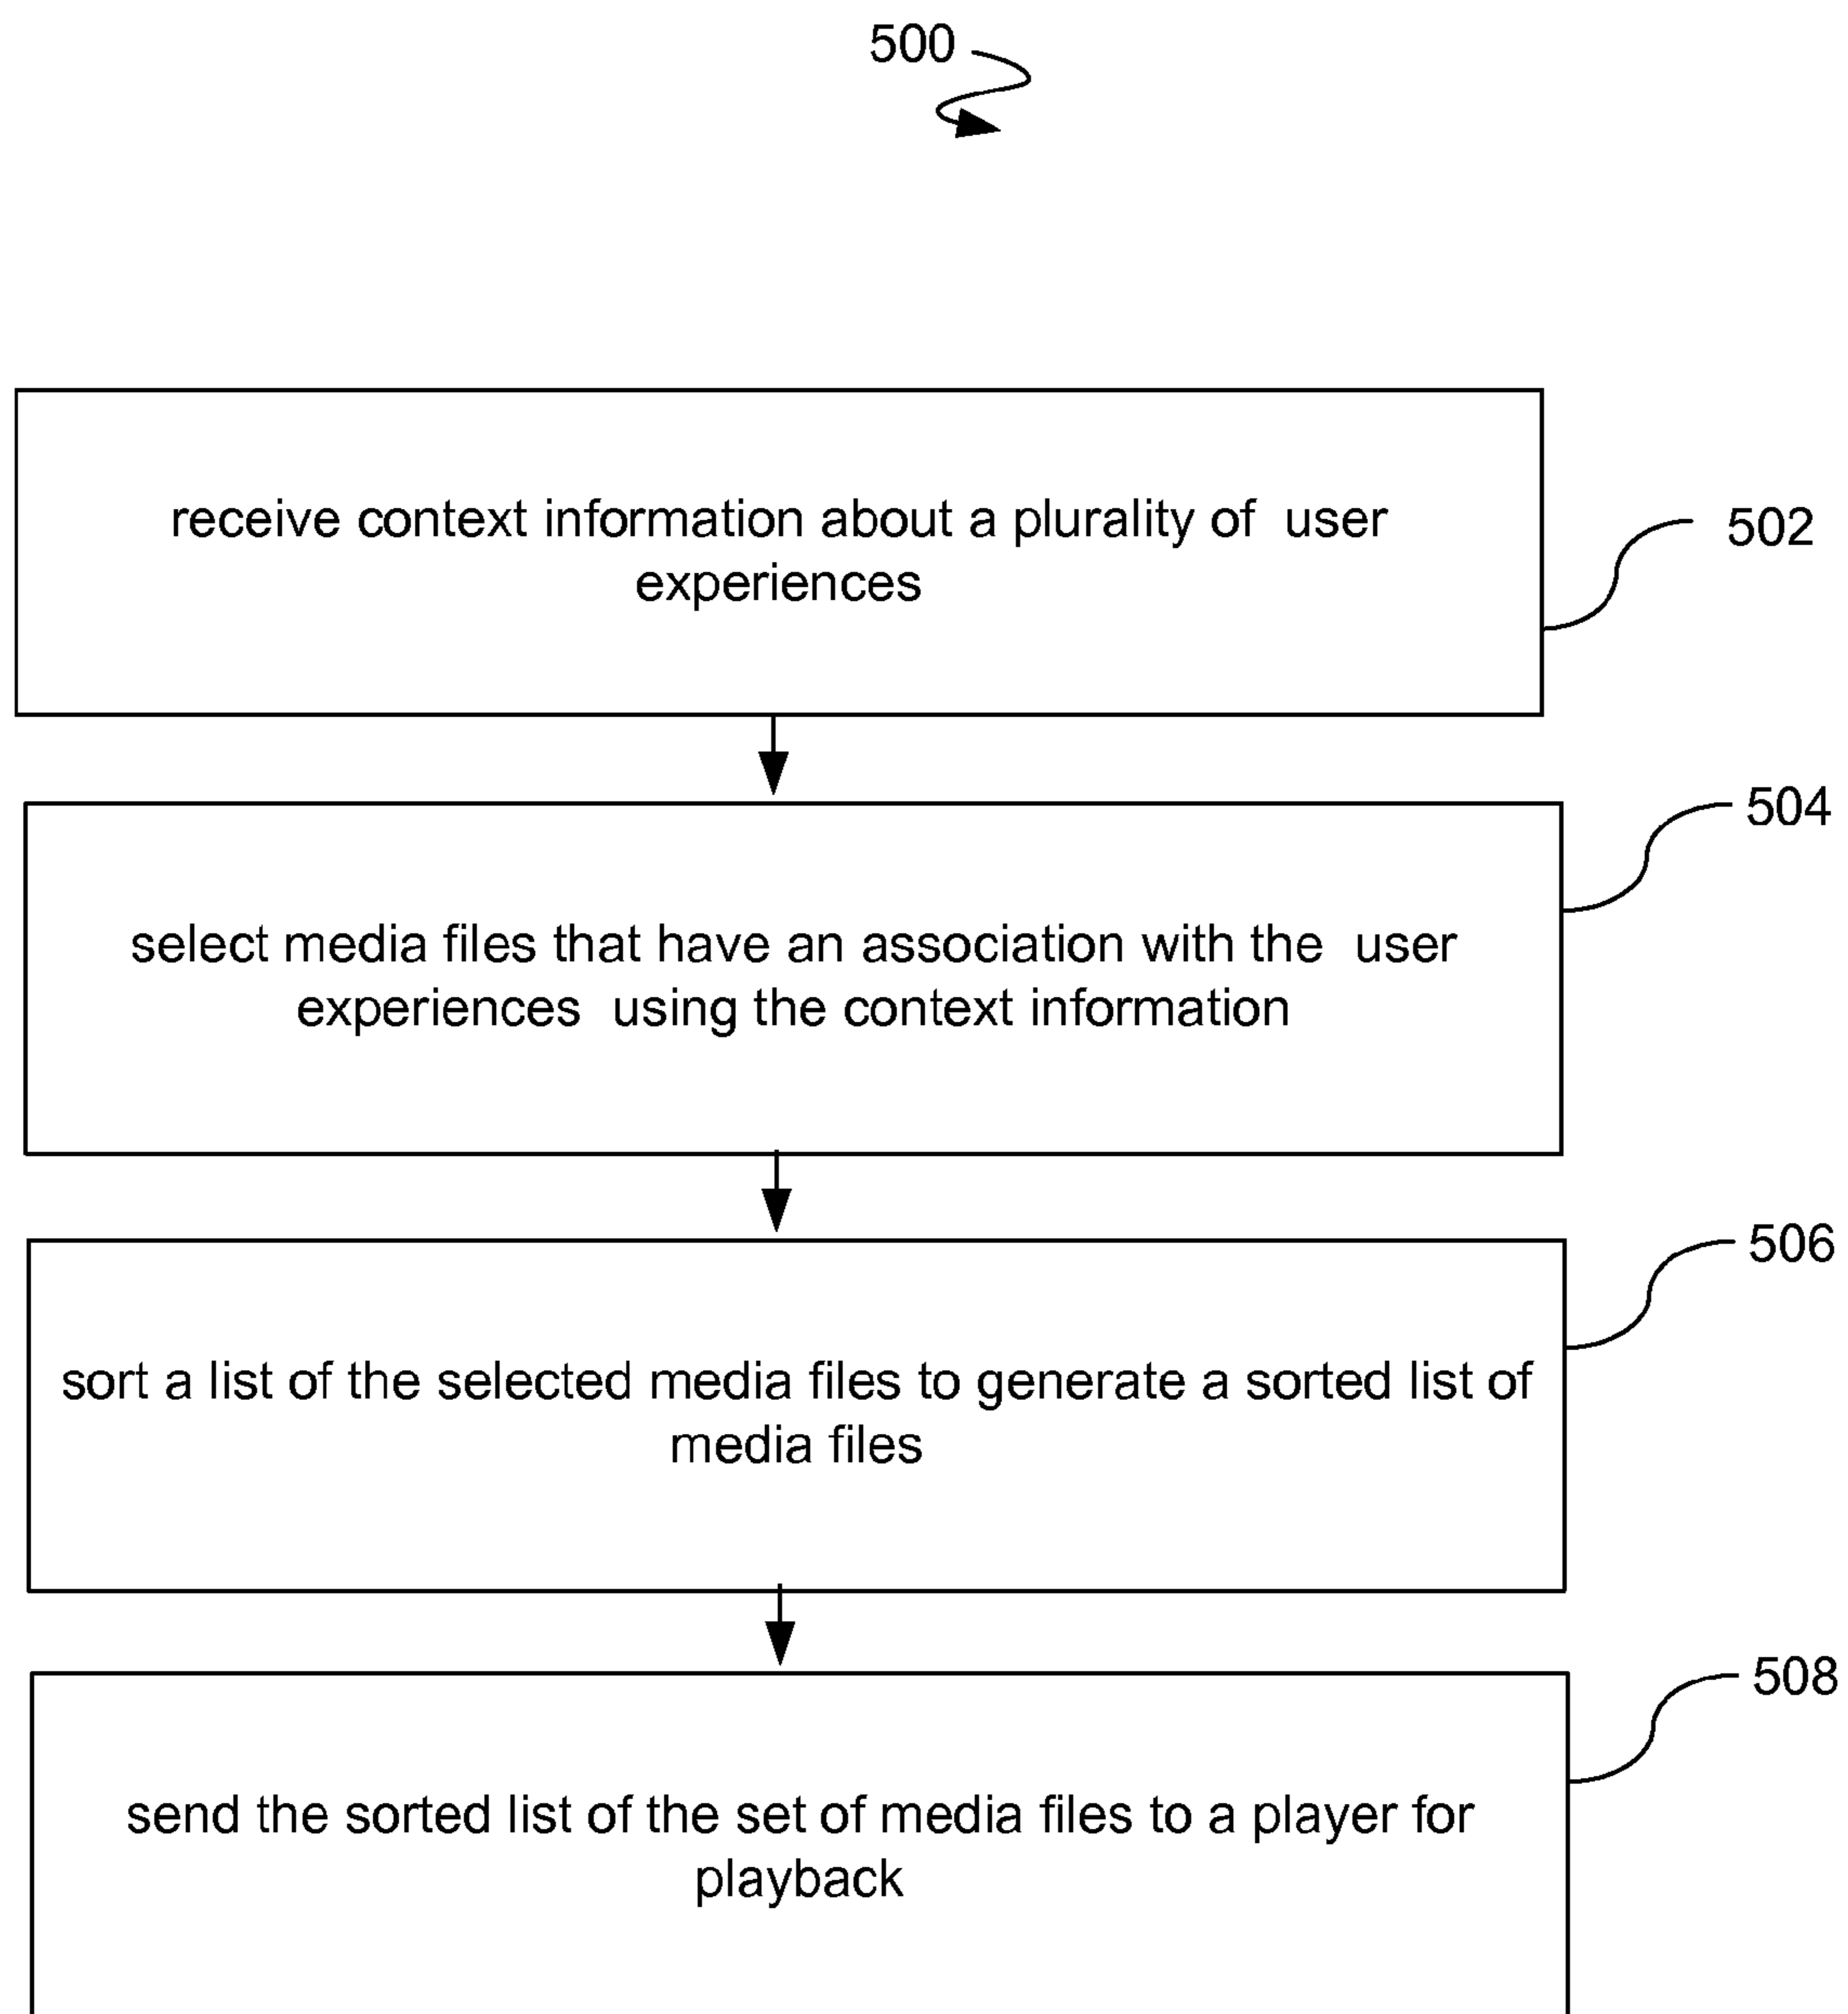 500
receive context information about a plurality of user
experiences
502
504
select media files that have an association with the user
experiences using the context information
506
sort a list of the selected media files to generate a sorted list of
media files
508
send the sorted list of the set of media files to a player for
playback